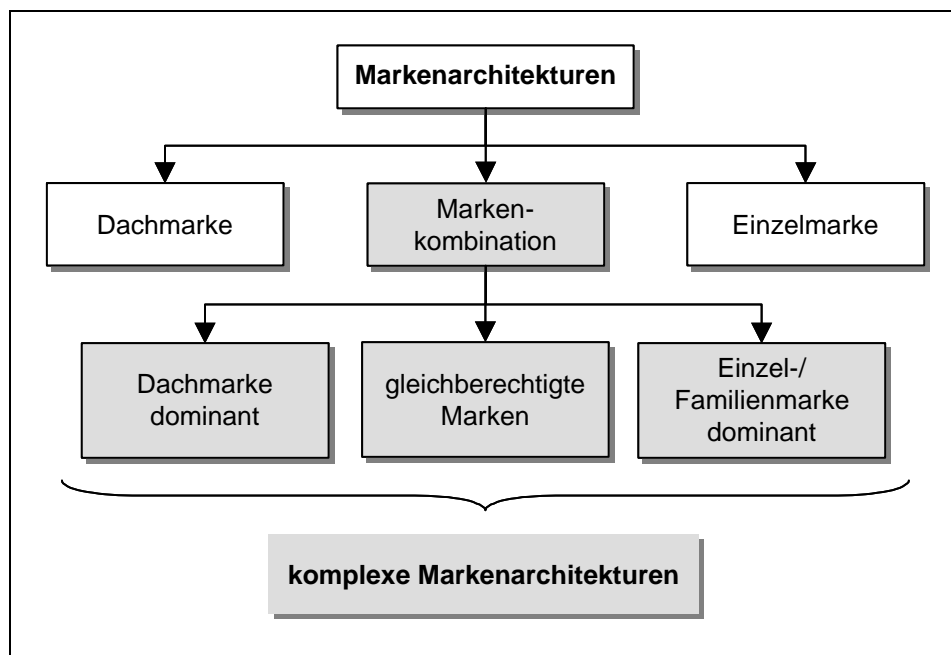 Markenarchitekturen
Dachmarke
Marken-
kombination
Einzelmarke
Dachmarke
dominant
gleichberechtigte
Marken
Einzel-/
Familienmarke
dominant
komplexe Markenarchitekturen